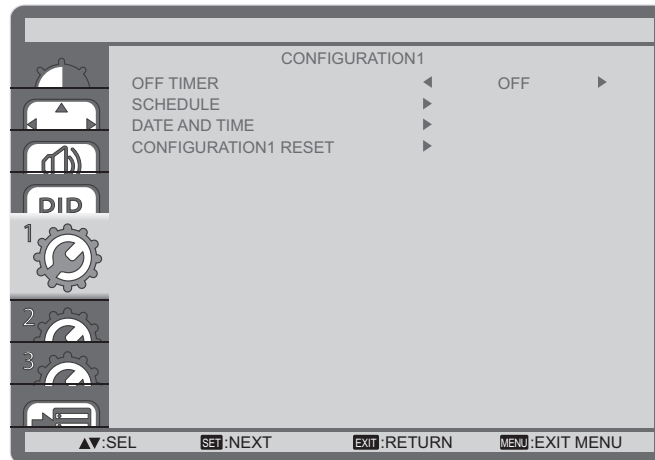 CONFIGURATION1
OFF TIMER ◀ OFF ▶
SCHEDULE ▶
DATE AND TIME ▶
CONFIGURATION1 RESET ▶
PIP
1
2
3
▲▼:SEL SET:NEXT EXIT:RETURN MENU:EXIT MENU